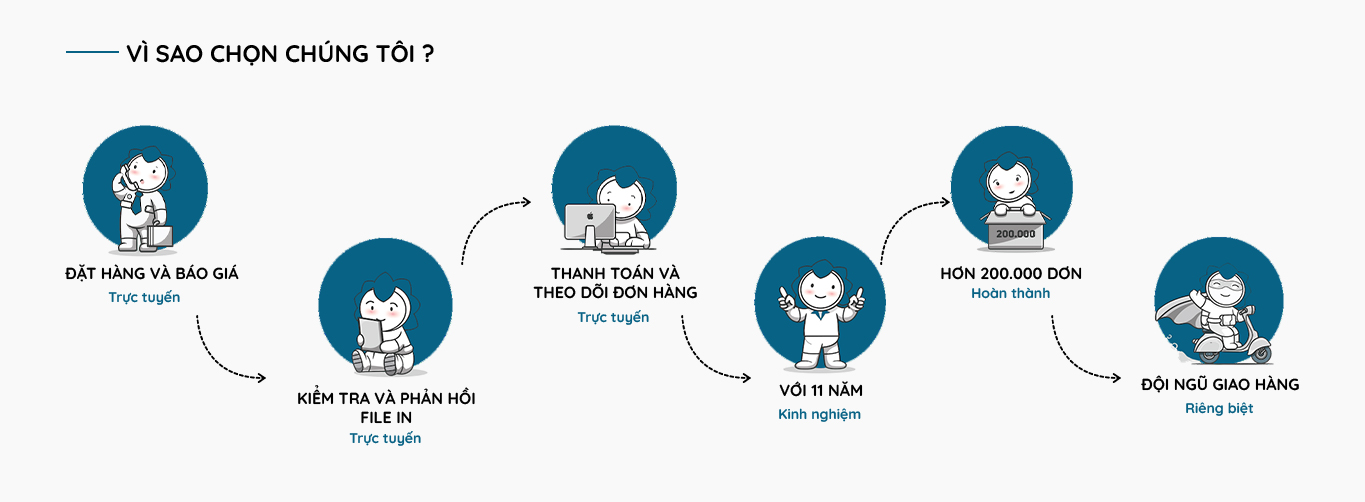 VÌ SAO CHỌN CHÚNG TÔI ?
ĐẶT HÀNG VÀ BÁO GIÁ
Trực tuyến
KIỂM TRA VÀ PHẢN HỒI
FILE IN
Trực tuyến
THANH TOÁN VÀ
THEO DÕI ĐƠN HÀNG
Trực tuyến
VỚI 11 NĂM
Kinh nghiệm
200.000
HƠN 200.000 DƠN
Hoàn thành
ĐỘI NGŨ GIAO HÀNG
Riêng biệt